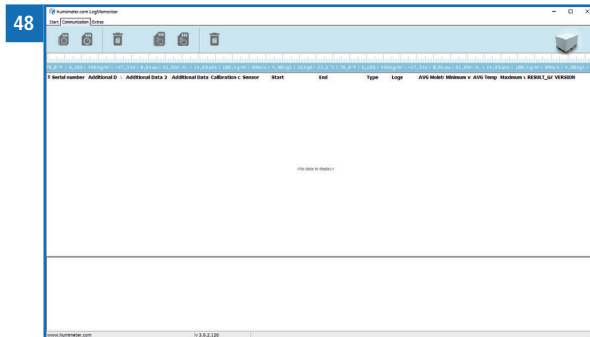 48
humimeter.com LogMemorizer
Start Communication Extras
Serial number Additional D Additional Data 2 Additional Data Calibration c Sensor Start End Type Logs AVG Moist Minimum v AVG Temp Maximum v RESULT_GA VERSION
<No data to display>
www.humimeter.com v 3.0.2.126